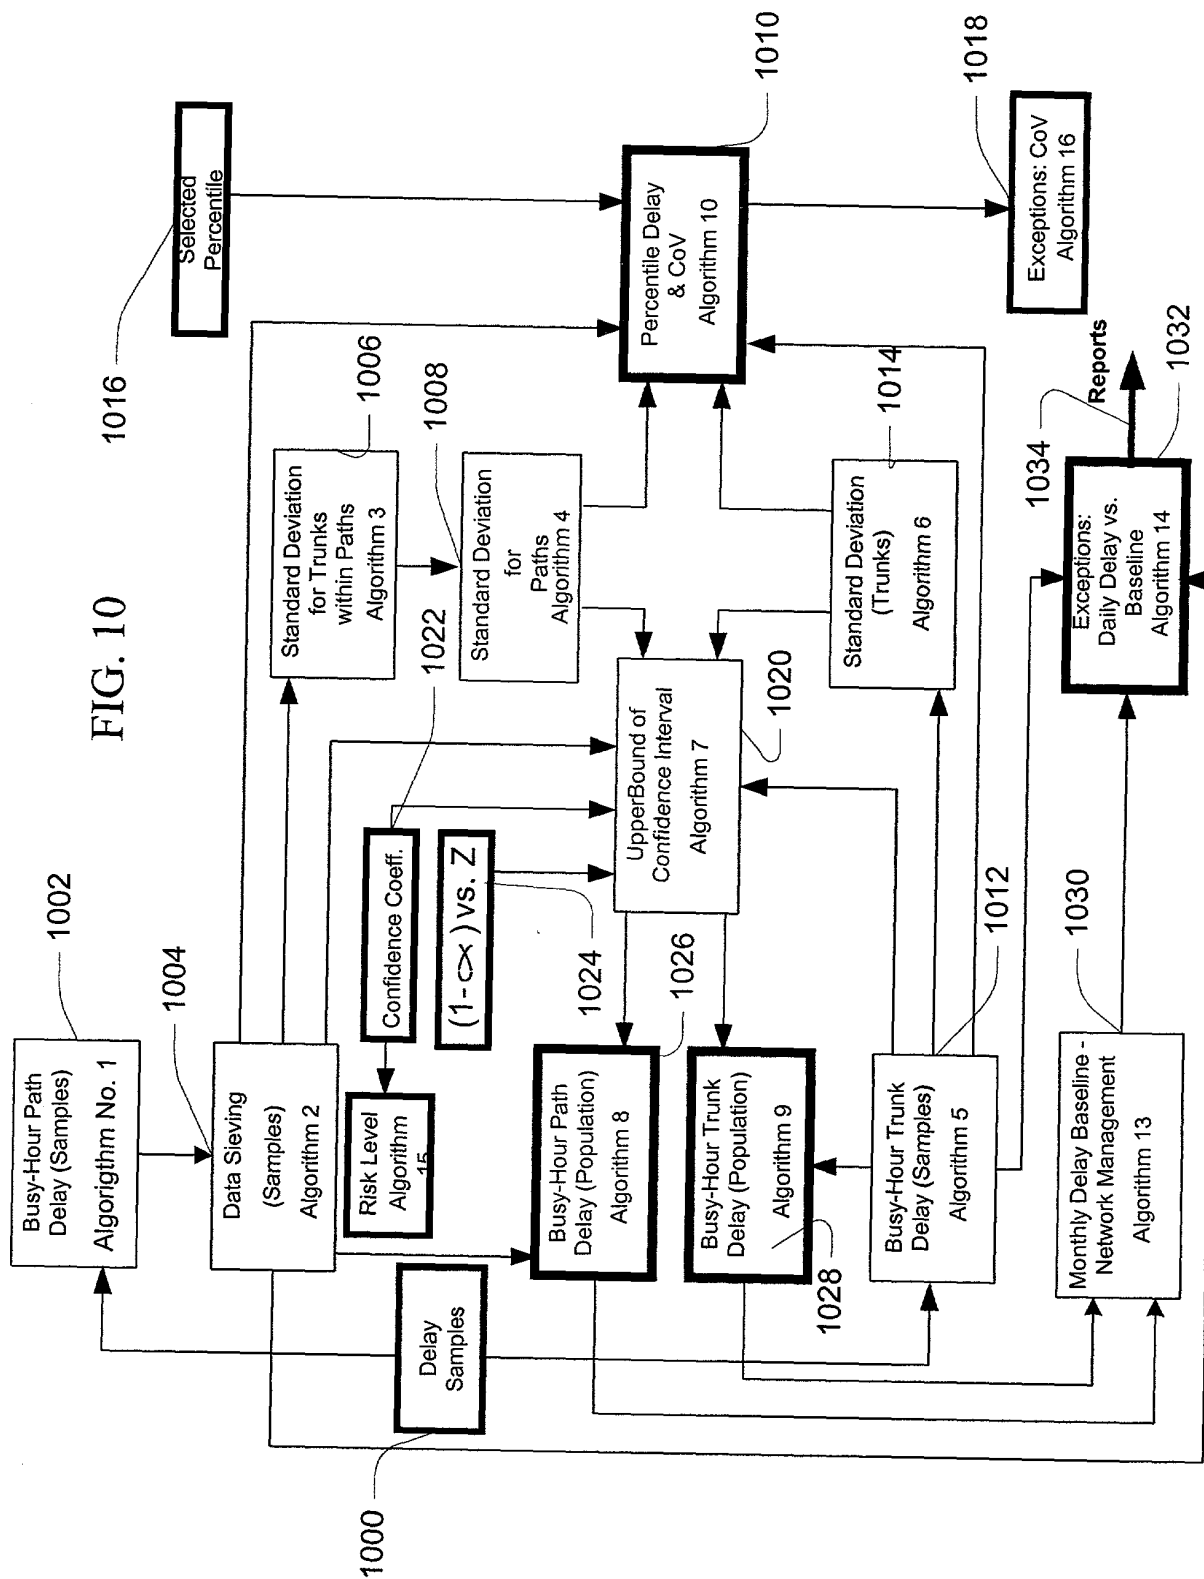 FIG. 10
1002
Busy-Hour Path
Delay (Samples)
Algorigthm No. 1
1004
Data Sieving
(Samples)
Algorithm 2
1000
Delay
Samples
Risk Level
Algorithm
15
Confidence Coeff.
1022
(1-∝) vs. Z
1024
1006
Standard Deviation
for Trunks
within Paths
Algorithm 3
1008
Standard Deviation
for
Paths
Algorithm 4
1016
Selected
Percentile
1010
Percentile Delay
& CoV
Algorithm 10
1018
Exceptions: CoV
Algorithm 16
UpperBound of
Confidence Interval
Algorithm 7
1020
Busy-Hour Path
Delay (Population)
Algorithm 8
1026
Busy-Hour Trunk
Delay (Population)
Algorithm 9
1028
Busy-Hour Trunk
Delay (Samples)
Algorithm 5
1012
Standard Deviation
(Trunks)
Algorithm 6
1014
Monthly Delay Baseline -
Network Management
Algorithm 13
1030
Exceptions:
Daily Delay vs.
Baseline
Algorithm 14
1032
1034
Reports